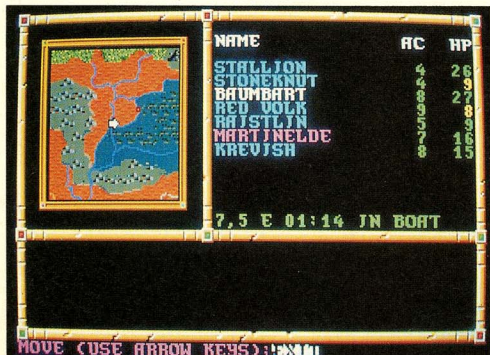 NAME AC HP
STALLION 4 26
STONEKNUT 4 9
BAUMBART 8 27
RED VOLK 9 8
RAISTLIN 5 9
MARTINELDE 7 16
KREVISH 8 15
7,5 E 01:14 IN BOAT
MOVE (USE ARROW KEYS): EXIT